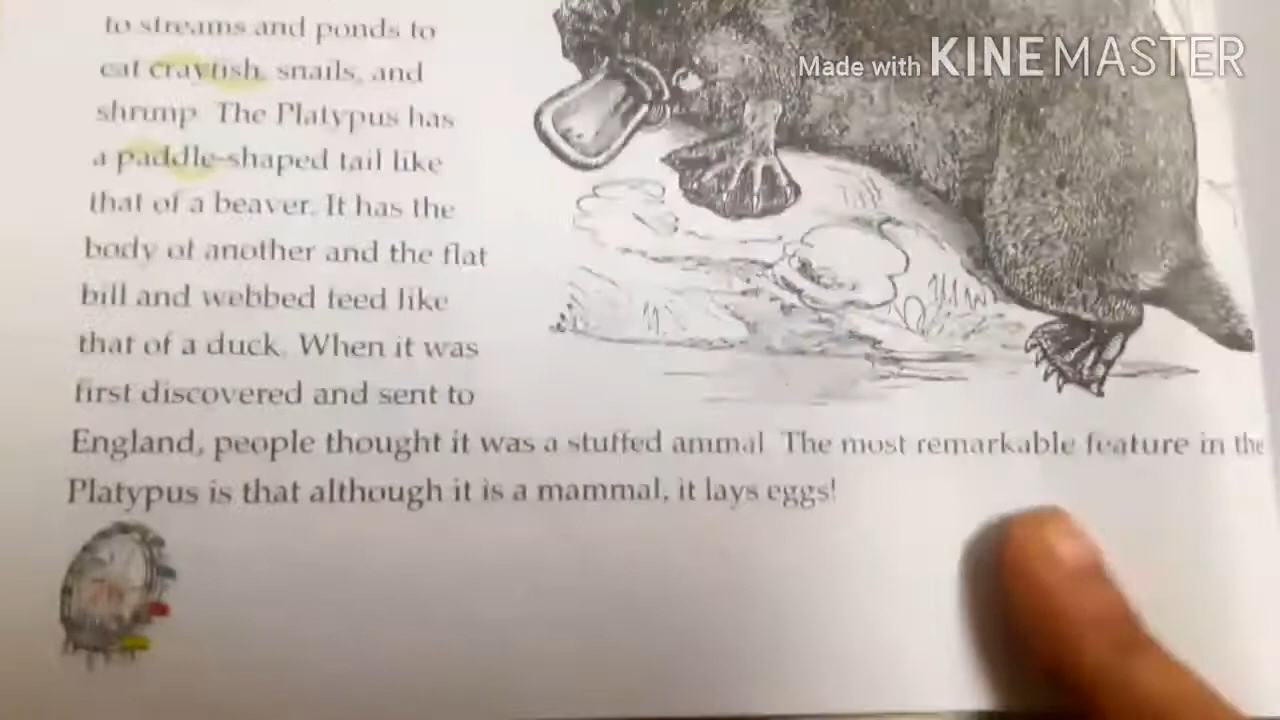 to streams and ponds to
eat crayfish, snails, and
shrimp. The Platypus has
a paddle-shaped tail like
that of a beaver. It has the
body of another and the flat
bill and webbed feed like
that of a duck. When it was
first discovered and sent to
England, people thought it was a stuffed animal. The most remarkable feature in the
Platypus is that although it is a mammal, it lays eggs!
Made with KINEMASTER